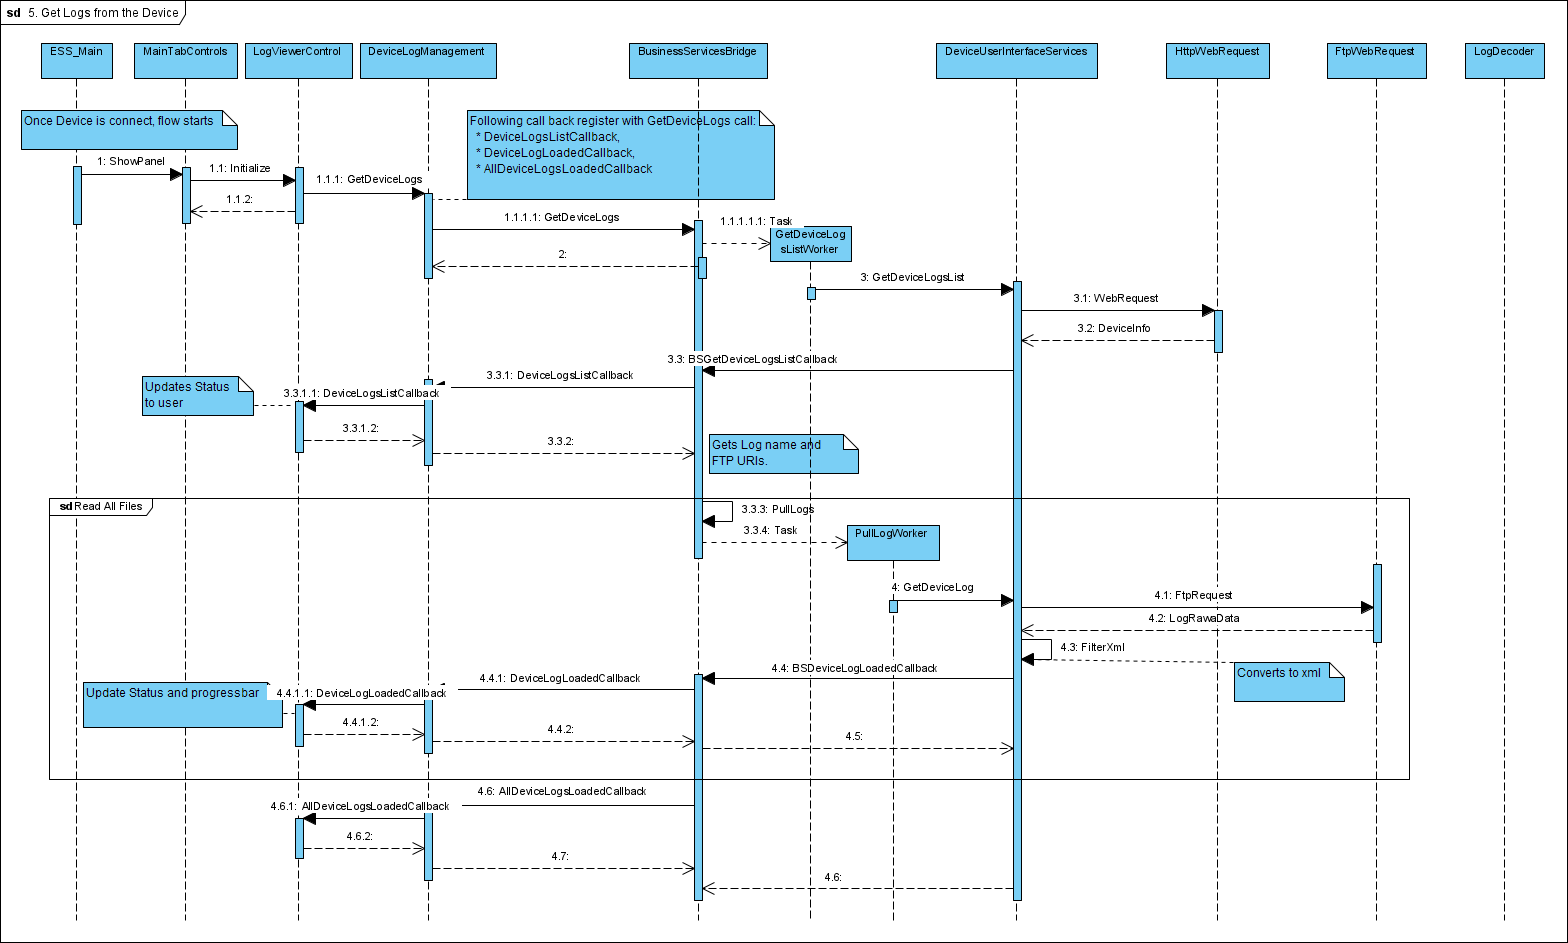 sd 5. Get Logs from the Device
ESS_Main
MainTabControls
LogViewerControl
DeviceLogManagement
BusinessServicesBridge
DeviceUserInterfaceServices
HttpWebRequest
FtpWebRequest
LogDecoder
Once Device is connect, flow starts
Following call back register with GetDeviceLogs call:
* DeviceLogsListCallback,
* DeviceLogLoadedCallback,
* AllDeviceLogsLoadedCallback
1: ShowPanel
1.1: Initialize
1.1.1: GetDeviceLogs
1.1.2:
1.1.1.1: GetDeviceLogs
1.1.1.1.1: Task
GetDeviceLog
sListWorker
2:
3: GetDeviceLogsList
3.1: WebRequest
3.2: DeviceInfo
3.3: BSGetDeviceLogsListCallback
3.3.1: DeviceLogsListCallback
Updates Status
to user
3.3.1.1: DeviceLogsListCallback
3.3.1.2:
3.3.2:
Gets Log name and
FTP URIs.
sd Read All Files
3.3.3: PullLogs
3.3.4: Task
PullLogWorker
4: GetDeviceLog
4.1: FtpRequest
4.2: LogRawaData
4.3: FilterXml
Converts to xml
4.4: BSDeviceLogLoadedCallback
4.4.1: DeviceLogLoadedCallback
Update Status and progressbar
4.4.1.1: DeviceLogLoadedCallback
4.4.1.2:
4.4.2:
4.5:
4.6: AllDeviceLogsLoadedCallback
4.6.1: AllDeviceLogsLoadedCallback
4.6.2:
4.7:
4.6: